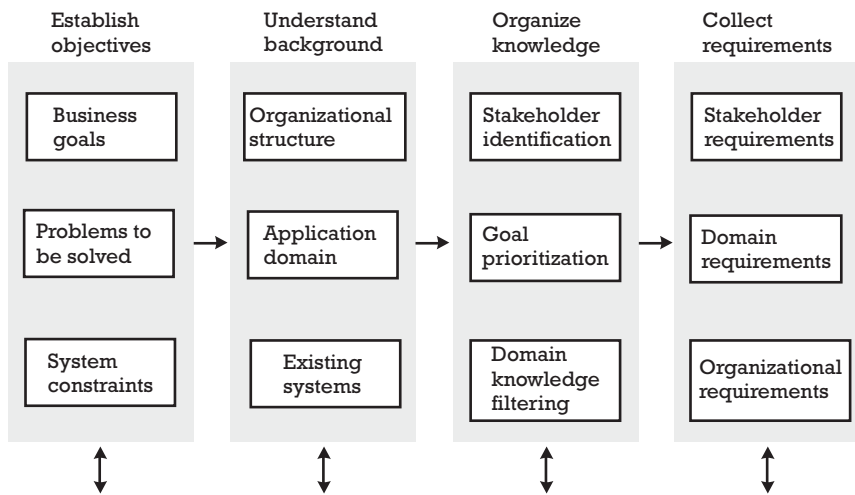 Establish
objectives
Understand
background
Organize
knowledge
Collect
requirements
Business
goals
Organizational
structure
Stakeholder
identification
Stakeholder
requirements
Problems to
be solved
Application
domain
Goal
prioritization
Domain
requirements
System
constraints
Existing
systems
Domain
knowledge
filtering
Organizational
requirements